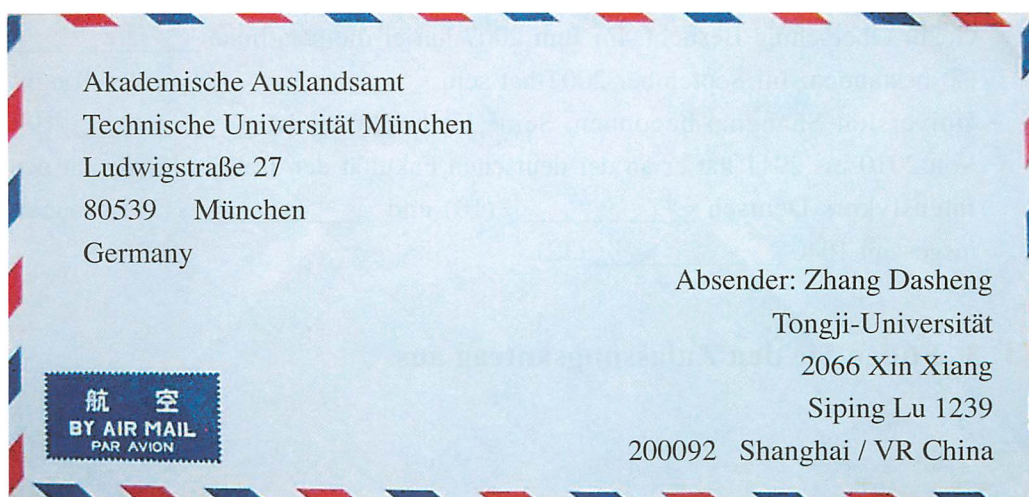 Akademische Auslandsamt
Technische Universität München
Ludwigstraße 27
80539 München
Germany
Absender: Zhang Dasheng
Tongji-Universität
2066 Xin Xiang
Siping Lu 1239
200092 Shanghai / VR China
航 空
BY AIR MAIL
PAR AVION